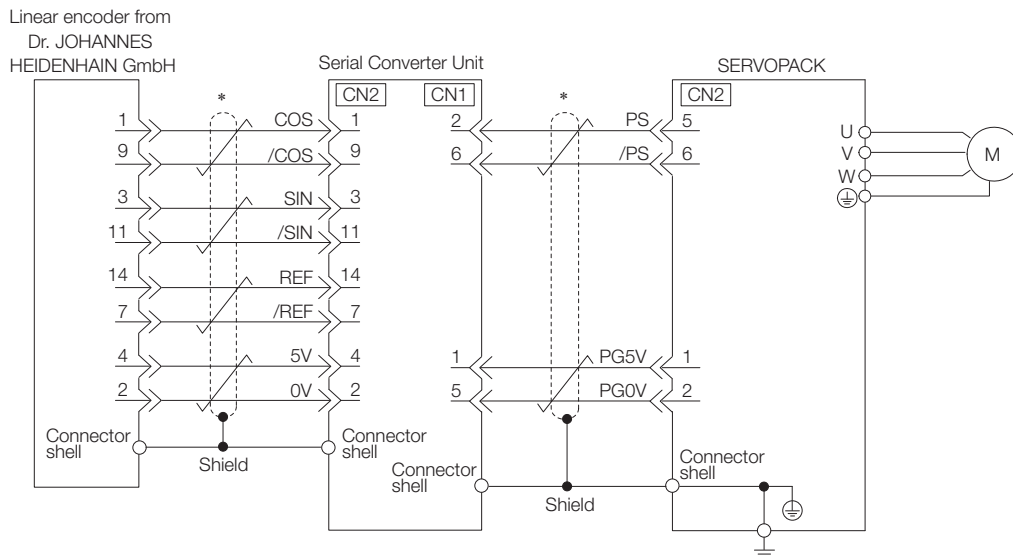 Linear encoder from
Dr. JOHANNES
HEIDENHAIN GmbH
Serial Converter Unit
SERVOPACK
CN2
CN1
CN2
*
*
1 COS 1
9 /COS 9
3 SIN 3
11 /SIN 11
14 REF 14
7 /REF 7
4 5V 4
2 0V 2
Connector
shell
Shield
Connector
shell
2 PS 5
6 /PS 6
1 PG5V 1
5 PG0V 2
Connector
shell
Shield
Connector
shell
U
V
W
M